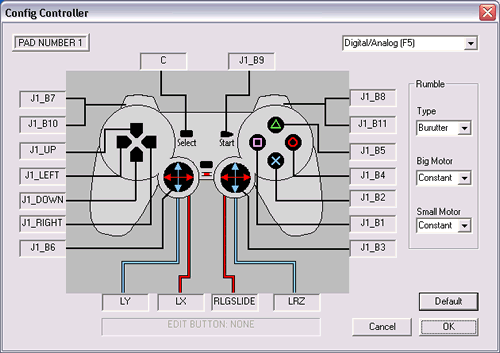 Config Controller
PAD NUMBER 1
Digital/Analog (F5)
C
J1_B9
J1_B7
J1_B10
J1_UP
J1_LEFT
J1_DOWN
J1_RIGHT
J1_B6
Select
Start
J1_B8
J1_B11
J1_B5
J1_B4
J1_B2
J1_B1
J1_B3
Rumble
Type
Burutter
Big Motor
Constant
Small Motor
Constant
LY
LX
RLGSLIDE
LRZ
EDIT BUTTON: NONE
Default
Cancel
OK